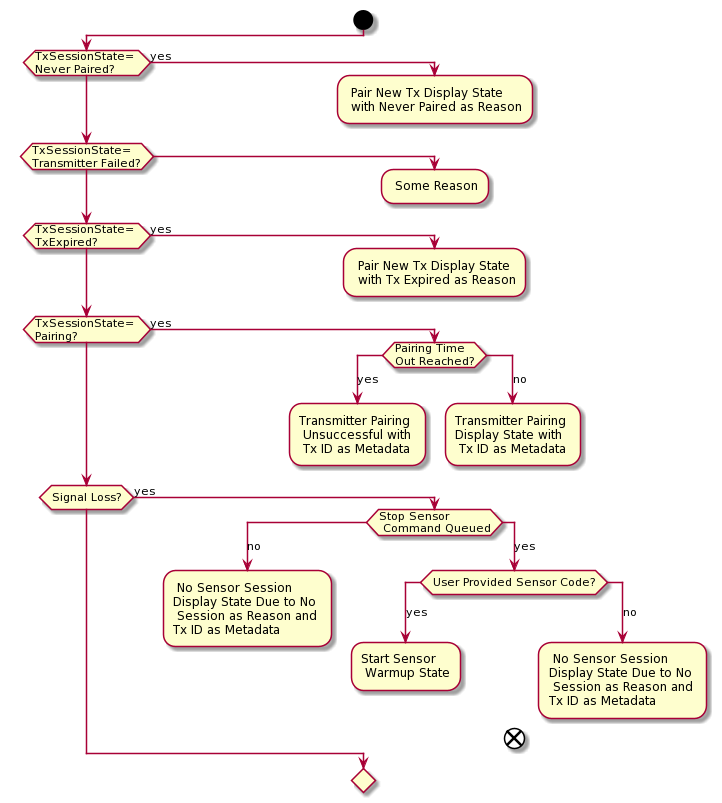 TxSessionState=
Never Paired?
yes
Pair New Tx Display State
with Never Paired as Reason
TxSessionState=
Transmitter Failed?
Some Reason
TxSessionState=
TxExpired?
yes
Pair New Tx Display State
with Tx Expired as Reason
TxSessionState=
Pairing?
yes
Pairing Time
Out Reached?
yes
no
Transmitter Pairing
Unsuccessful with
Tx ID as Metadata
Transmitter Pairing
Display State with
Tx ID as Metadata
Signal Loss?
yes
Stop Sensor
Command Queued
no
yes
No Sensor Session
Display State Due to No
Session as Reason and
Tx ID as Metadata
User Provided Sensor Code?
yes
no
Start Sensor
Warmup State
No Sensor Session
Display State Due to No
Session as Reason and
Tx ID as Metadata